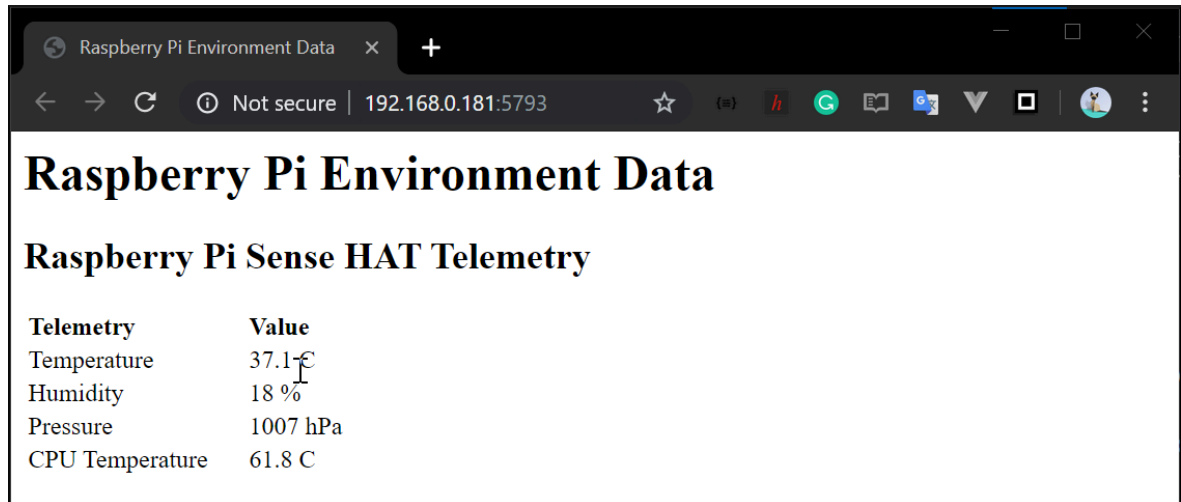 Raspberry Pi Environment Data
Not secure | 192.168.0.181:5793
Raspberry Pi Environment Data
Raspberry Pi Sense HAT Telemetry
Telemetry Value
Temperature 37.1 C
Humidity 18 %
Pressure 1007 hPa
CPU Temperature 61.8 C